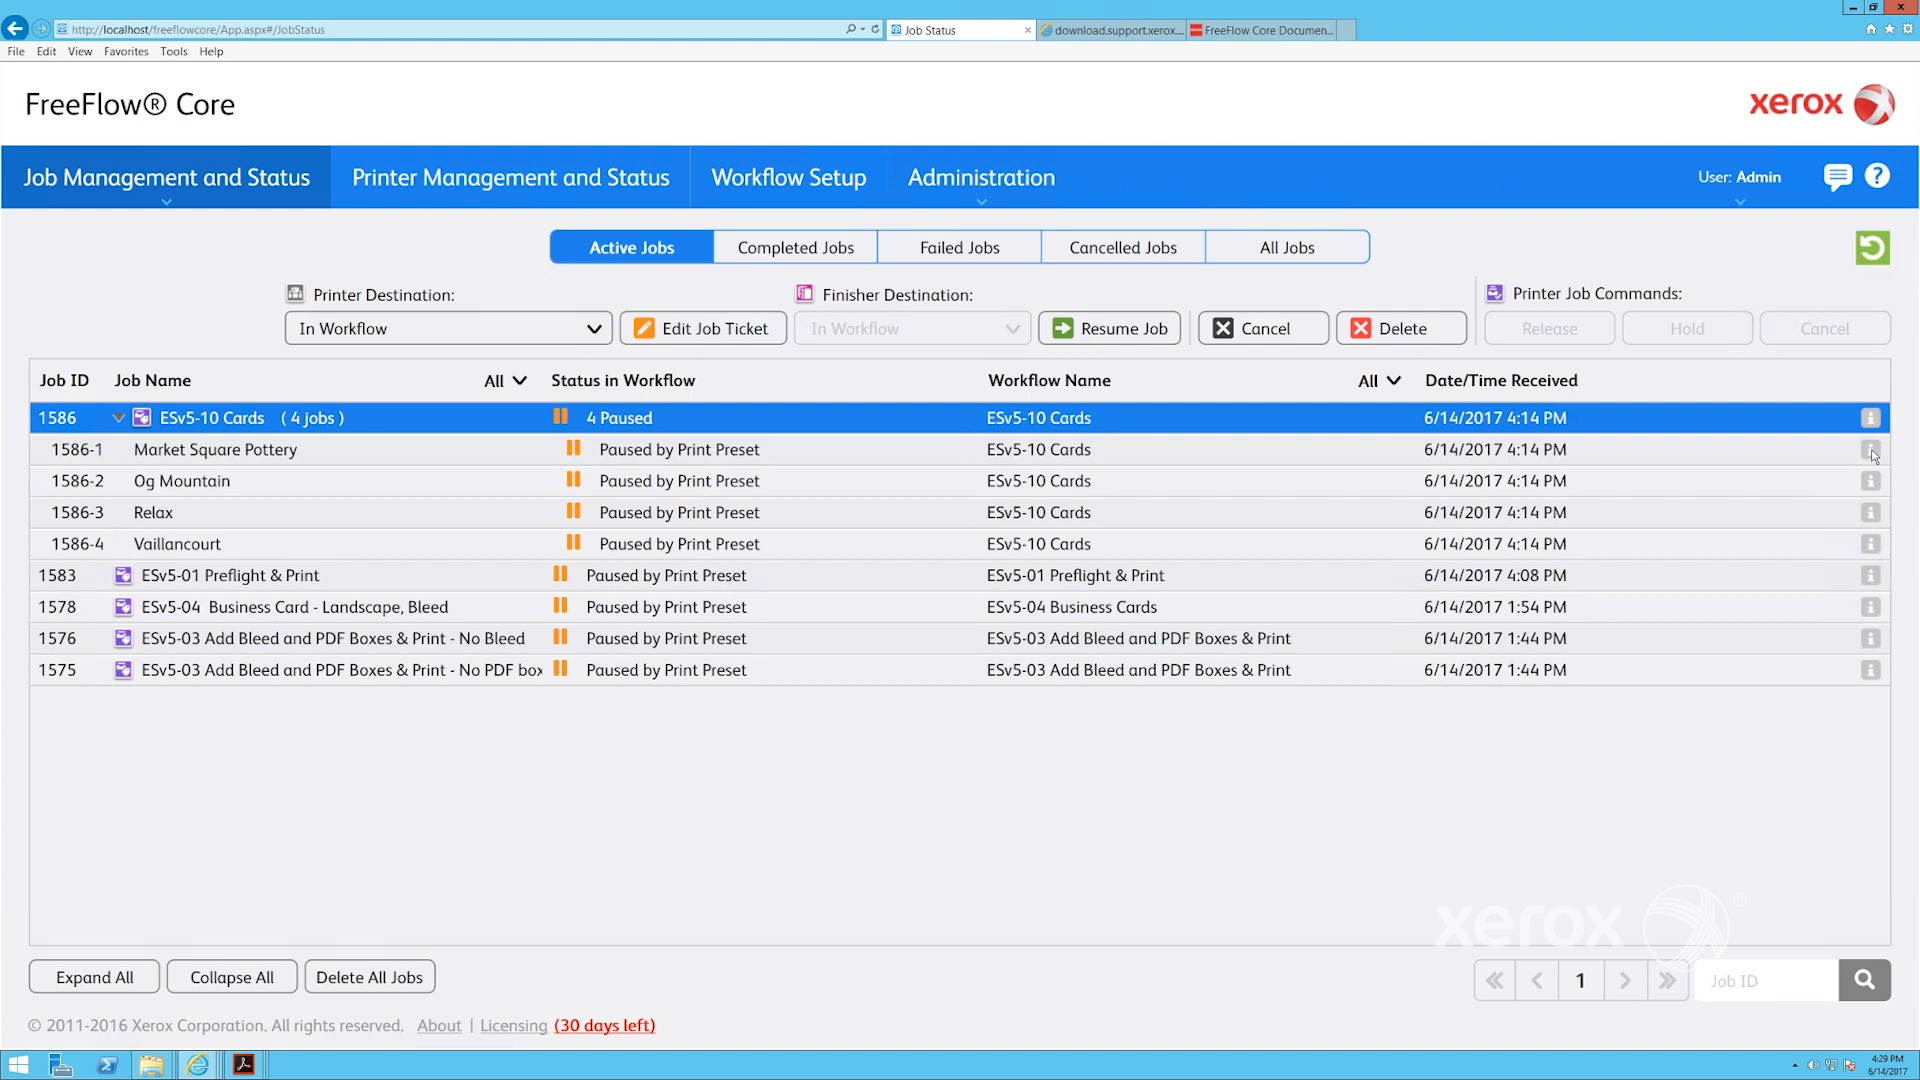 http://localhost/freeflowcore/App.aspx#/JobStatus
Job Status
download.support.xerox....
FreeFlow Core Documen...
File Edit View Favorites Tools Help
FreeFlow® Core
xerox
Job Management and Status
Printer Management and Status
Workflow Setup
Administration
User: Admin
Active Jobs
Completed Jobs
Failed Jobs
Cancelled Jobs
All Jobs
Printer Destination:
Finisher Destination:
Printer Job Commands:
In Workflow
Edit Job Ticket
In Workflow
Resume Job
Cancel
Delete
Release
Hold
Cancel
Job ID Job Name All Status in Workflow Workflow Name All Date/Time Received
1586 ESv5-10 Cards ( 4 jobs ) 4 Paused ESv5-10 Cards 6/14/2017 4:14 PM
1586-1 Market Square Pottery Paused by Print Preset ESv5-10 Cards 6/14/2017 4:14 PM
1586-2 Og Mountain Paused by Print Preset ESv5-10 Cards 6/14/2017 4:14 PM
1586-3 Relax Paused by Print Preset ESv5-10 Cards 6/14/2017 4:14 PM
1586-4 Vaillancourt Paused by Print Preset ESv5-10 Cards 6/14/2017 4:14 PM
1583 ESv5-01 Preflight & Print Paused by Print Preset ESv5-01 Preflight & Print 6/14/2017 4:08 PM
1578 ESv5-04 Business Card - Landscape, Bleed Paused by Print Preset ESv5-04 Business Cards 6/14/2017 1:54 PM
1576 ESv5-03 Add Bleed and PDF Boxes & Print - No Bleed Paused by Print Preset ESv5-03 Add Bleed and PDF Boxes & Print 6/14/2017 1:44 PM
1575 ESv5-03 Add Bleed and PDF Boxes & Print - No PDF box Paused by Print Preset ESv5-03 Add Bleed and PDF Boxes & Print 6/14/2017 1:44 PM
xerox®
Expand All
Collapse All
Delete All Jobs
1
Job ID
© 2011-2016 Xerox Corporation. All rights reserved. About | Licensing (30 days left)
4:29 PM
6/14/2017